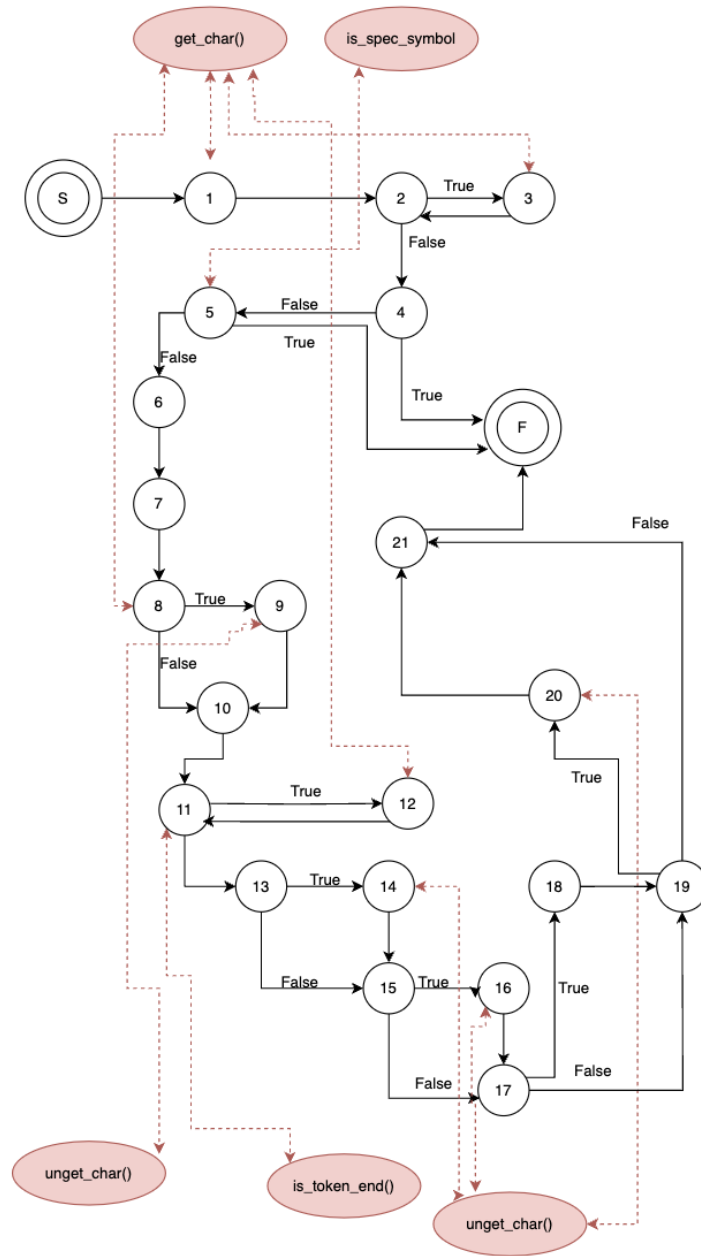 get_char()
is_spec_symbol
S
1
2
True
3
False
5
False
4
True
False
True
6
F
7
21
False
8
True
9
False
20
10
True
11
True
12
13
True
14
18
19
False
15
True
16
True
False
17
False
unget_char()
is_token_end()
unget_char()